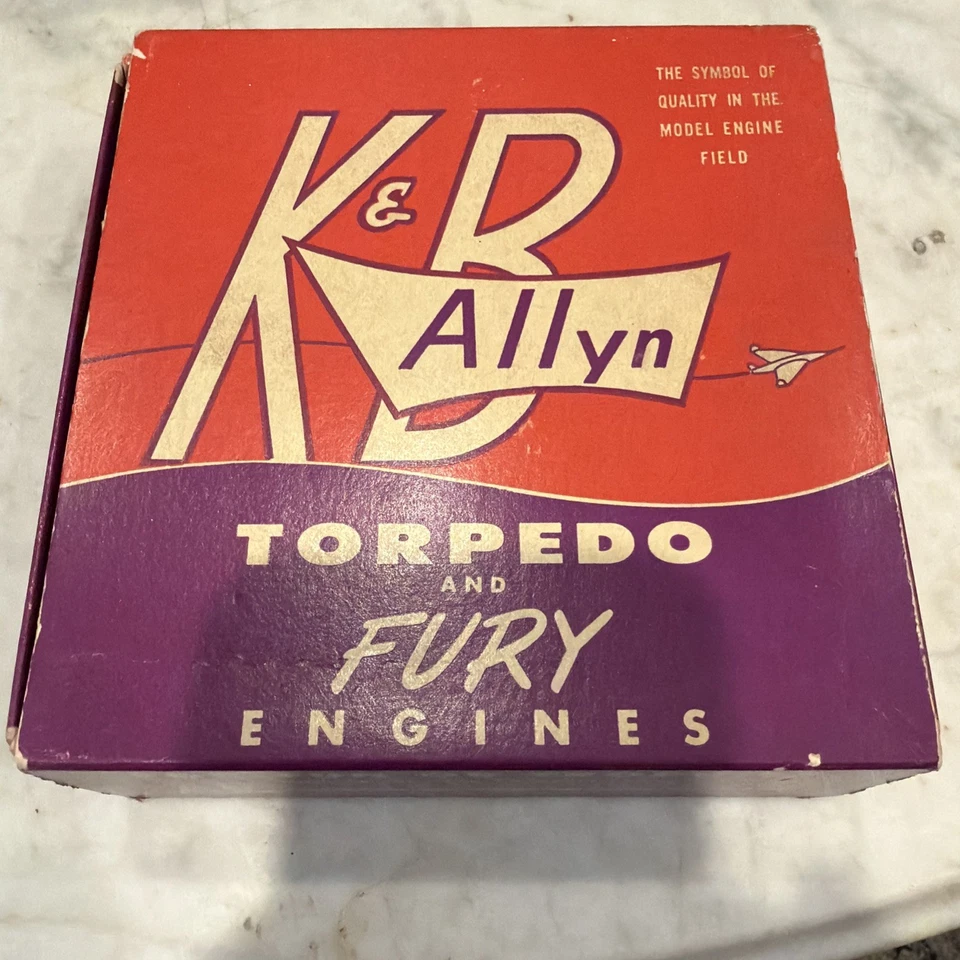 THE SYMBOL OF
QUALITY IN THE
MODEL ENGINE
FIELD
K & B
Allyn
TORPEDO
AND
FURY
ENGINES